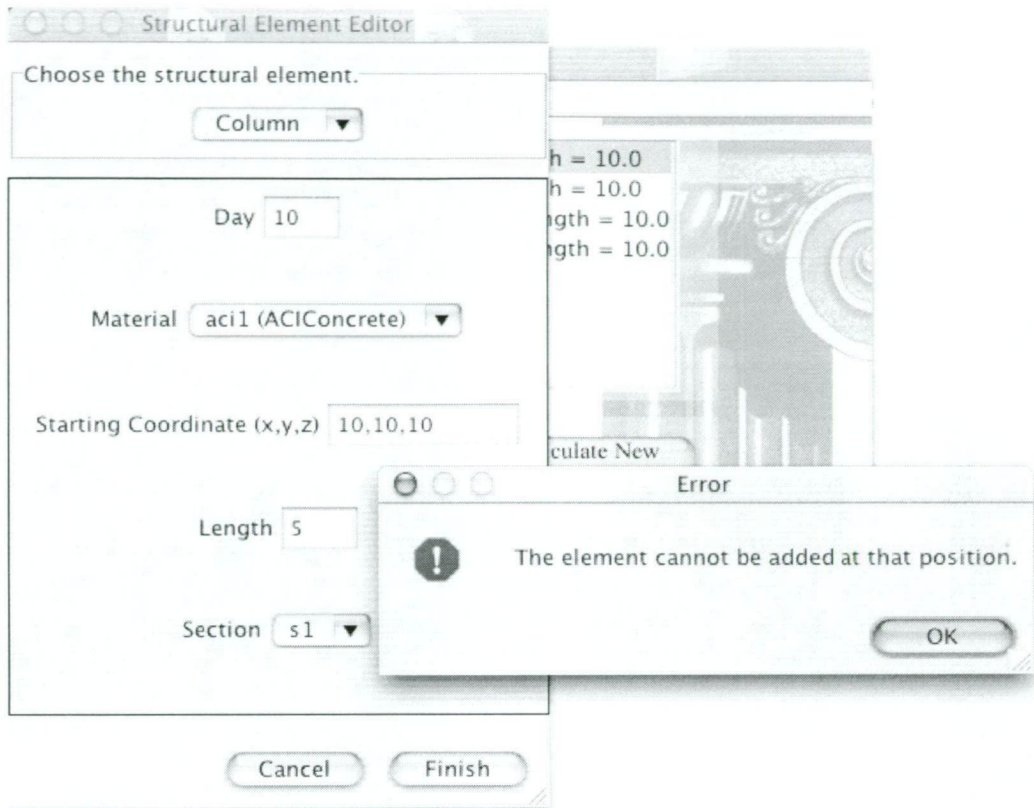 Structural Element Editor
Choose the structural element.
Column
Day 10
Material aci1 (ACIConcrete)
Starting Coordinate (x,y,z) 10,10,10
Length 5
Section s1
Cancel Finish
h = 10.0
h = 10.0
ngth = 10.0
ngth = 10.0
culate New
Error
The element cannot be added at that position.
OK